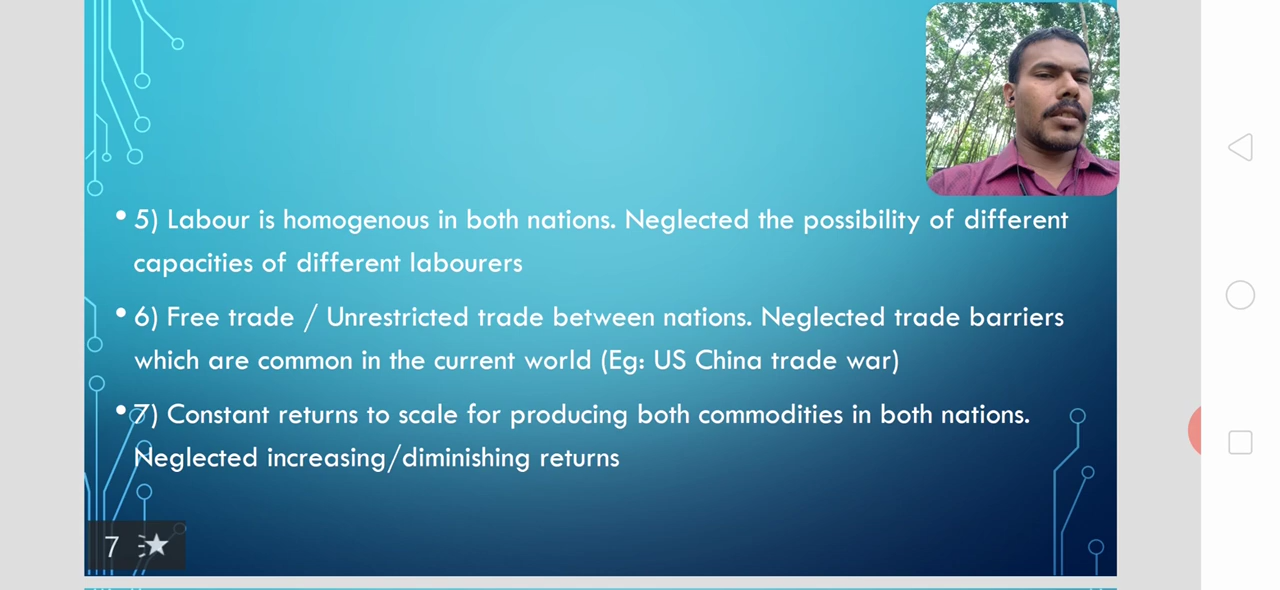 • 5) Labour is homogenous in both nations. Neglected the possibility of different
capacities of different labourers
• 6) Free trade / Unrestricted trade between nations. Neglected trade barriers
which are common in the current world (Eg: US China trade war)
• 7) Constant returns to scale for producing both commodities in both nations.
Neglected increasing/diminishing returns
7